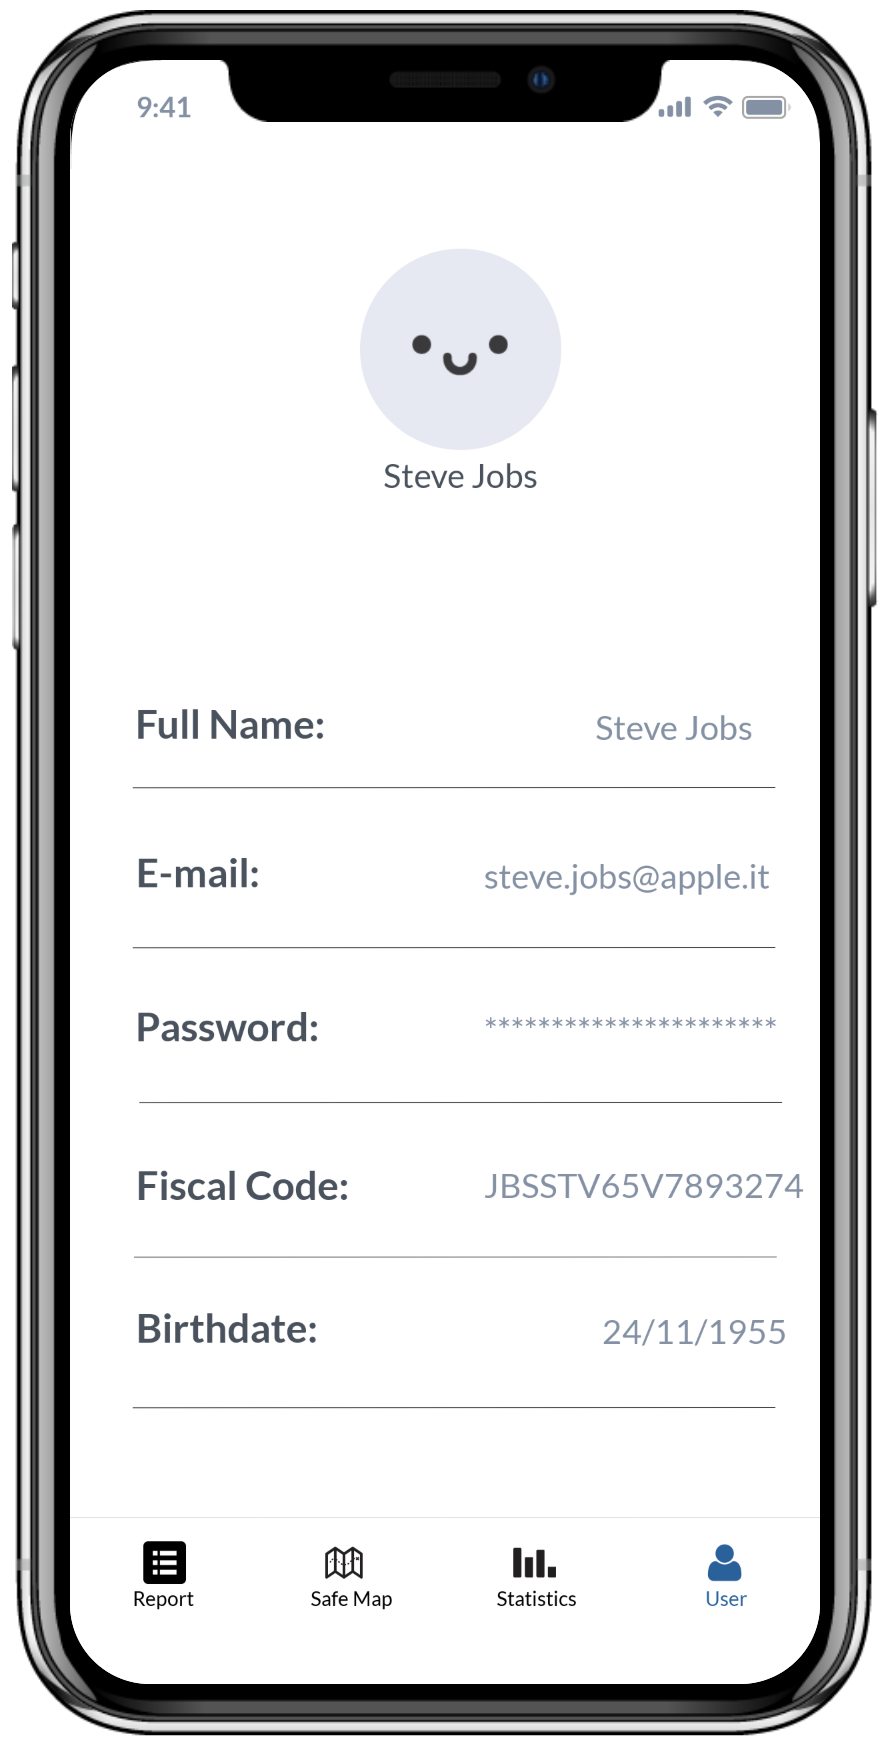 9:41
Steve Jobs
Full Name: Steve Jobs
E-mail: steve.jobs@apple.it
Password: **********************
Fiscal Code: JBSSTV65V7893274
Birthdate: 24/11/1955
Report Safe Map Statistics User